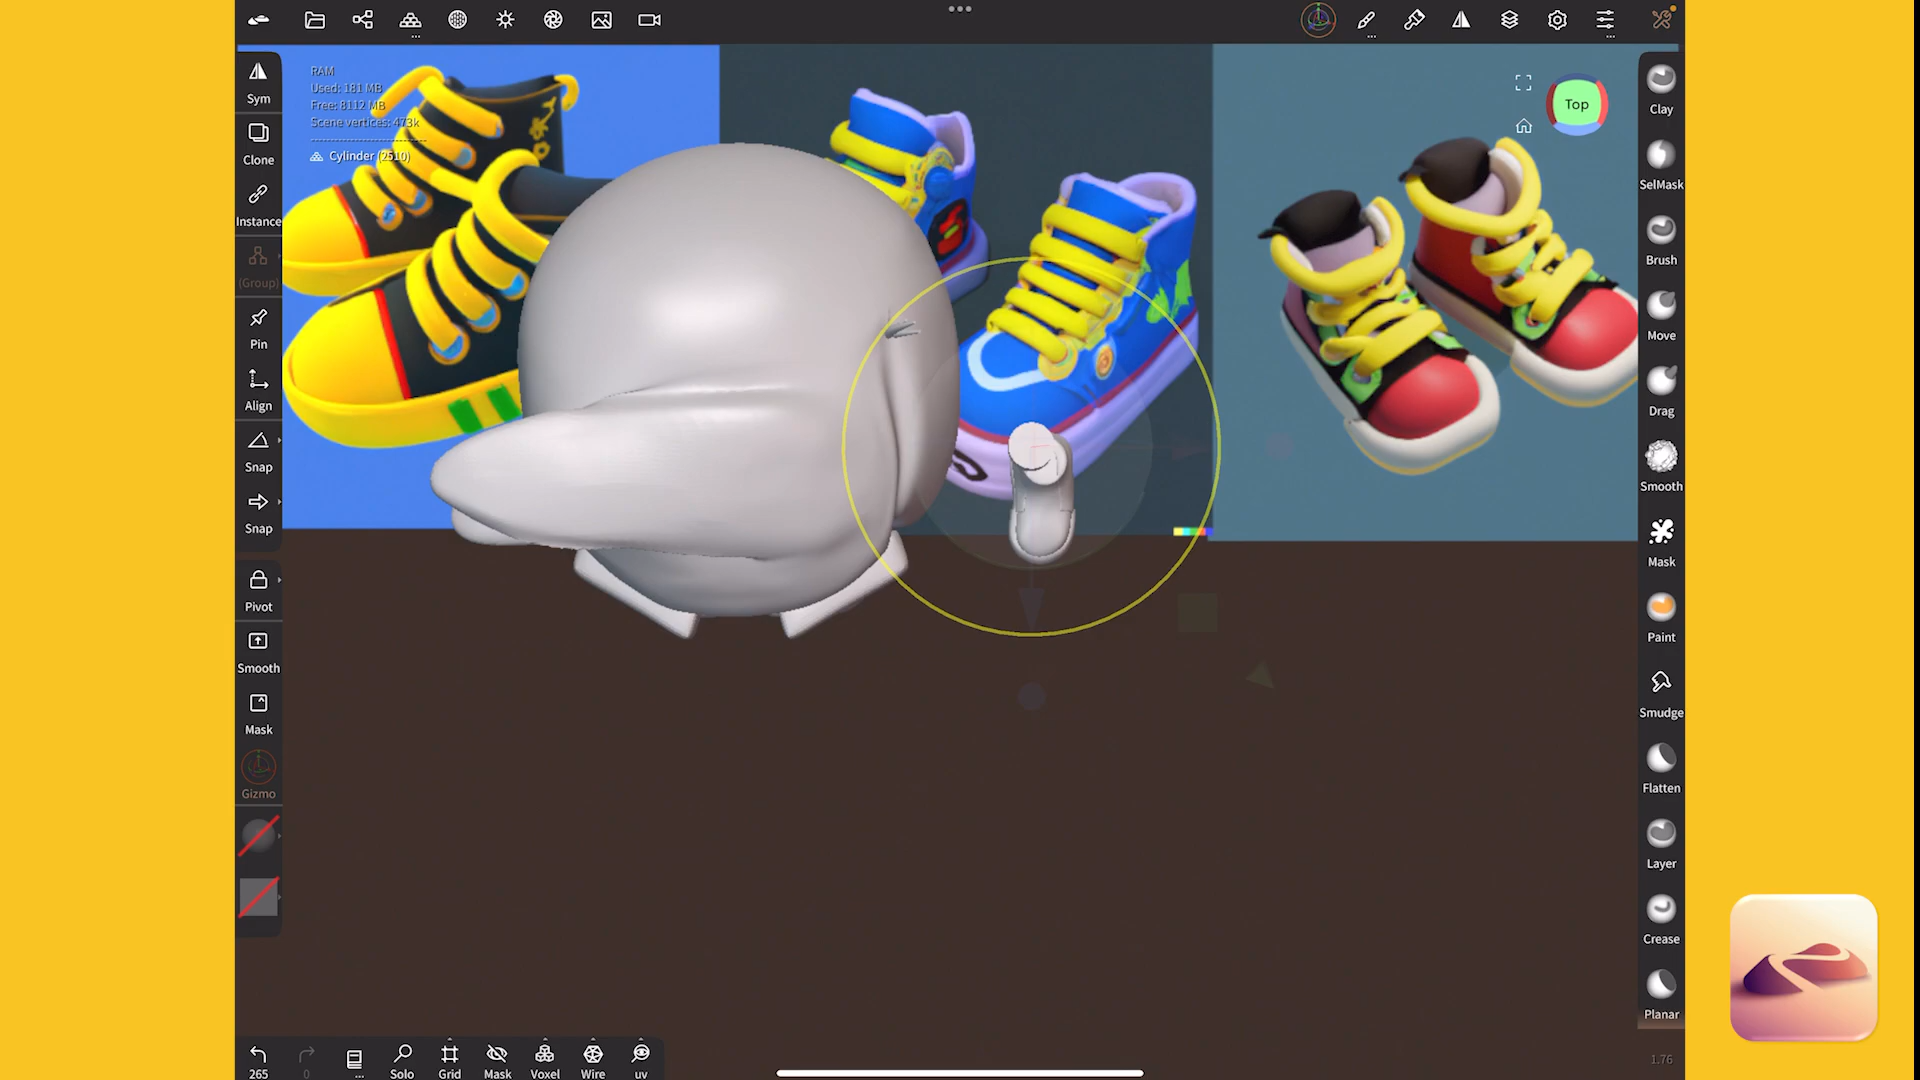 RAM
Used: 181 MB
Free: 8112 MB
Scene vertices: 473k
Cylinder (2510)
Top
Sym
Clone
Instance
(Group)
Pin
Align
Snap
Snap
Pivot
Smooth
Mask
Gizmo
Clay
SelMask
Brush
Move
Drag
Smooth
Mask
Paint
Smudge
Flatten
Layer
Crease
Planar
265
0
Solo
Grid
Mask
Voxel
Wire
uv
1.76